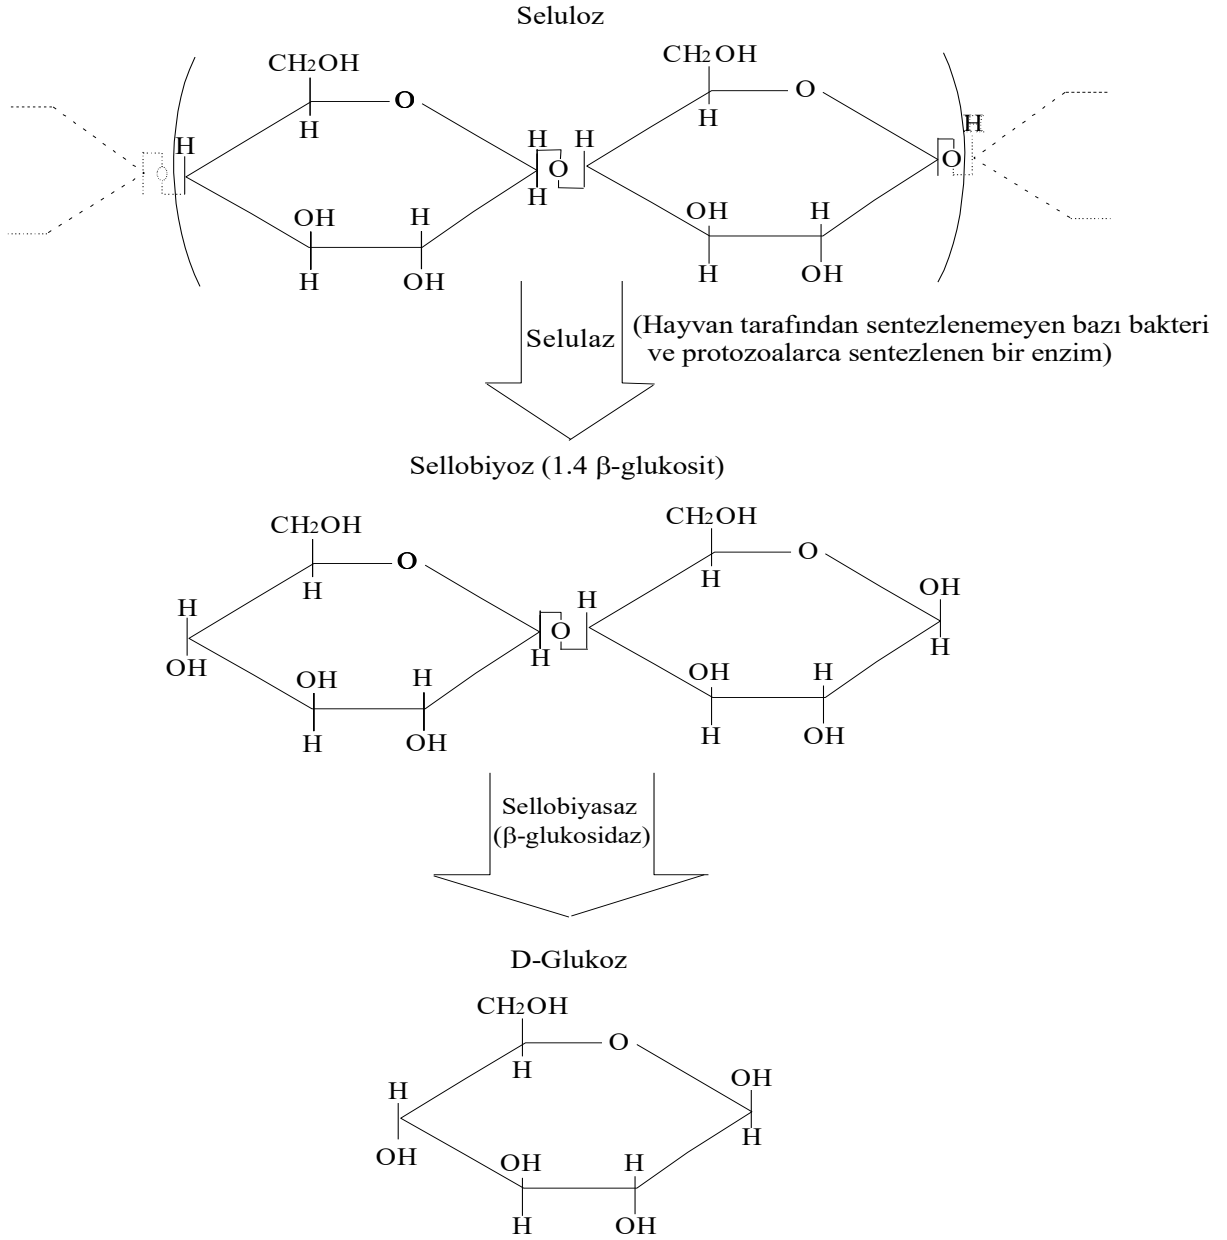 Seluloz
CH2OH CH2OH
O O
H H
H H H H
O O
H
OH H OH H
H OH H OH
Selulaz
(Hayvan tarafından sentezlenemeyen bazı bakteri
ve protozoalarca sentezlenen bir enzim)
Sellobiyoz (1.4 β-glukosit)
CH2OH CH2OH
O O
H H
H H OH
O
OH H H
OH H OH H
H OH H OH
Sellobiyasaz
(β-glukosidaz)
D-Glukoz
CH2OH
O
H
H OH
OH H
OH H
H OH